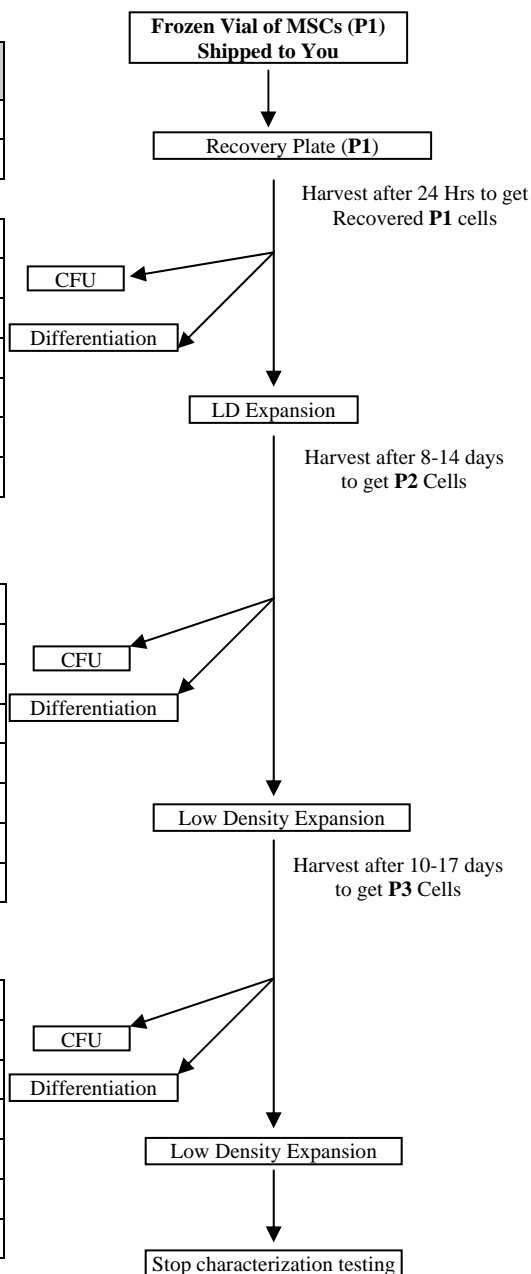 Frozen Vial of MSCs (P1)
Shipped to You
Recovery Plate (P1)
Harvest after 24 Hrs to get
Recovered P1 cells
CFU
Differentiation
LD Expansion
Harvest after 8-14 days
to get P2 Cells
CFU
Differentiation
Low Density Expansion
Harvest after 10-17 days
to get P3 Cells
CFU
Differentiation
Low Density Expansion
Stop characterization testing